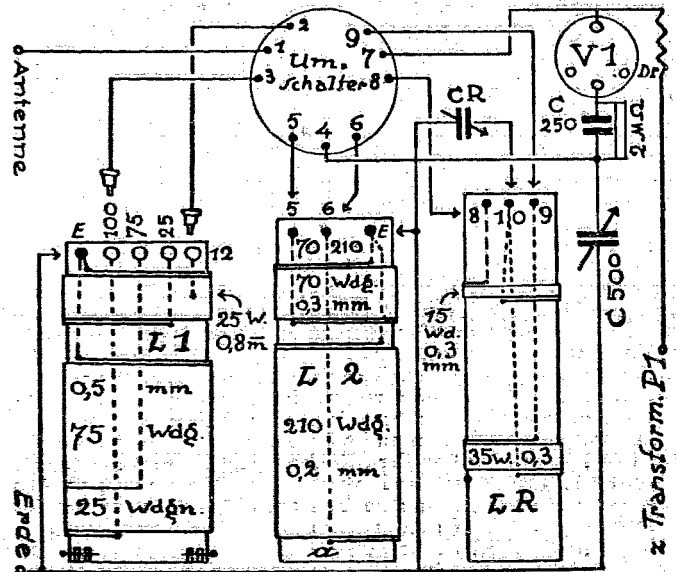 2
9
1
7
3
8
Um.
schalter
5
4
6
V1
Dr.
C
250
2 MΩ
CR
Antenne
C 500
100
75
25
E
12
5
6
E
8
10
9
70
210
70 Wdg.
0,3 mm
25 W.
0,8 m
15
Wd.
0,3
mm
L 1
0,5 mm
75 Wdg.
25 Wdgn
L 2
210 Wdg.
0,2 mm
a
35 W. 0,3
L R
Erde
z Transform. P1